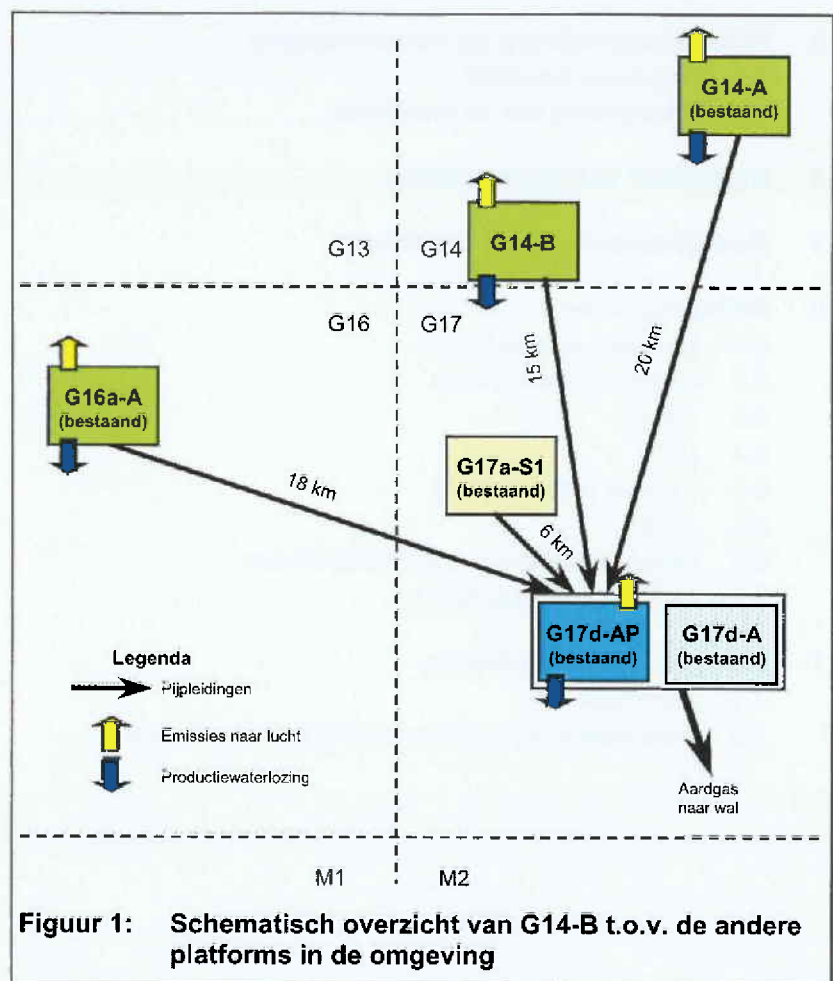 G14-A
(bestaand)
G14-B
G13
G14
G16
G17
15 km
20 km
G16a-A
(bestaand)
18 km
G17a-S1
(bestaand)
6 km
G17d-AP
(bestaand)
G17d-A
(bestaand)
Legenda
Pijpleidingen
Emissies naar lucht
Productiewaterlozing
Aardgas
naar wal
M1
M2
Figuur 1: Schematisch overzicht van G14-B t.o.v. de andere
platforms in de omgeving